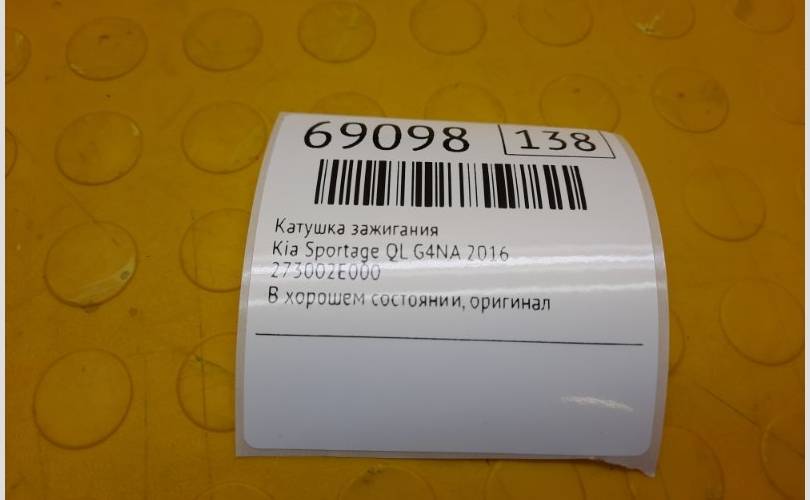 69098 138
Катушка зажигания
Kia Sportage QL G4NA 2016
273002E000
В хорошем состоянии, оригинал